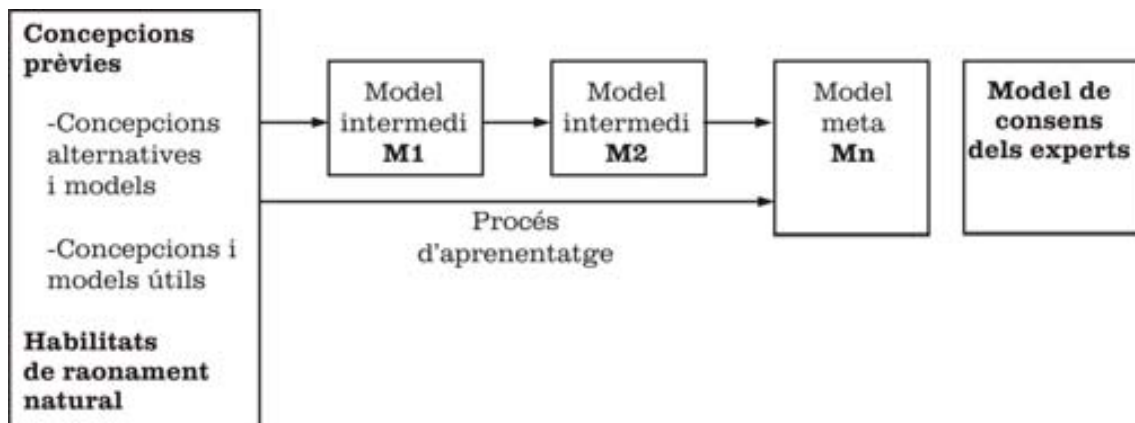 Concepcions
prèvies
-Concepcions
alternatives
i models
-Concepcions i
models útils
Habilitats
de raonament
natural
Model
intermedi
M1
Model
intermedi
M2
Model
meta
Mn
Model de
consens
dels experts
Procés
d'aprenentatge